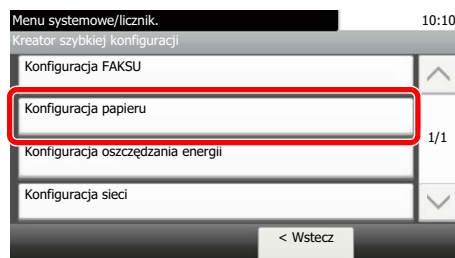 Menu systemowe/licznik. 10:10
Kreator szybkiej konfiguracji
Konfiguracja FAKSU
Konfiguracja papieru
1/1
Konfiguracja oszczędzania energii
Konfiguracja sieci
< Wstecz